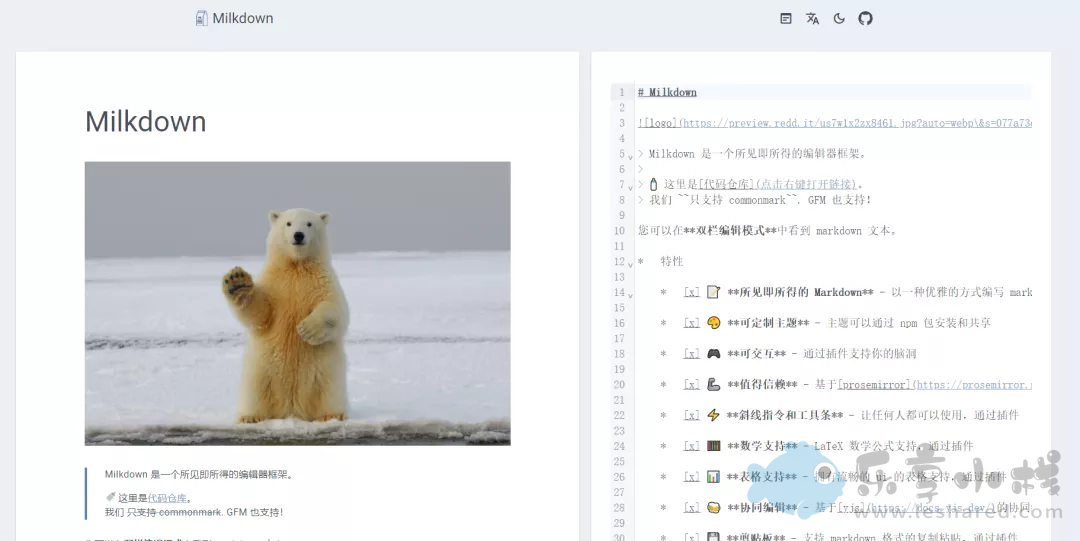 Milkdown
Milkdown
Milkdown 是一个所见即所得的编辑器框架。
这里是代码仓库。
我们 只支持 commonmark. GFM 也支持!
1 # Milkdown
2
3 ![logo](https://preview.redd.it/us7w1x2zx8461.jpg?auto=webp\&s=077a73
4
5 > Milkdown 是一个所见即所得的编辑器框架。
6 >
7 > 这里是[代码仓库](点击右键打开链接)。
8 > 我们 ~~只支持 commonmark~~. GFM 也支持!
9
10 您可以在**双栏编辑模式**中看到 markdown 文本。
11
12 * 特性
13
14 * [x] 📝 **所见即所得的 Markdown** - 以一种优雅的方式编写 mark
15
16 * [x] 🎨 **可定制主题** - 主题可以通过 npm 包安装和共享
17
18 * [x] 🎮 **可交互** - 通过插件支持你的脑洞
19
20 * [x] 🦾 **值得信赖** - 基于[prosemirror](https://prosemirror.
21
22 * [x] ⚡ **斜线指令和工具条** - 让任何人都可以使用,通过插件
23
24 * [x] 🧮 **数学支持** - LaTeX 数学公式支持,通过插件
25
26 * [x] 📊 **表格支持** - 拥有流畅的 ui 的表格支持,通过插件
27
28 * [x] 🍻 **协同编辑** - 基于[yjs](https://docs.yjs.dev/)的协同
29
30 * [x] 💾 **剪贴板** - 支持 markdown 格式的复制粘贴,通过插件
乐享小栈
www.leshared.com